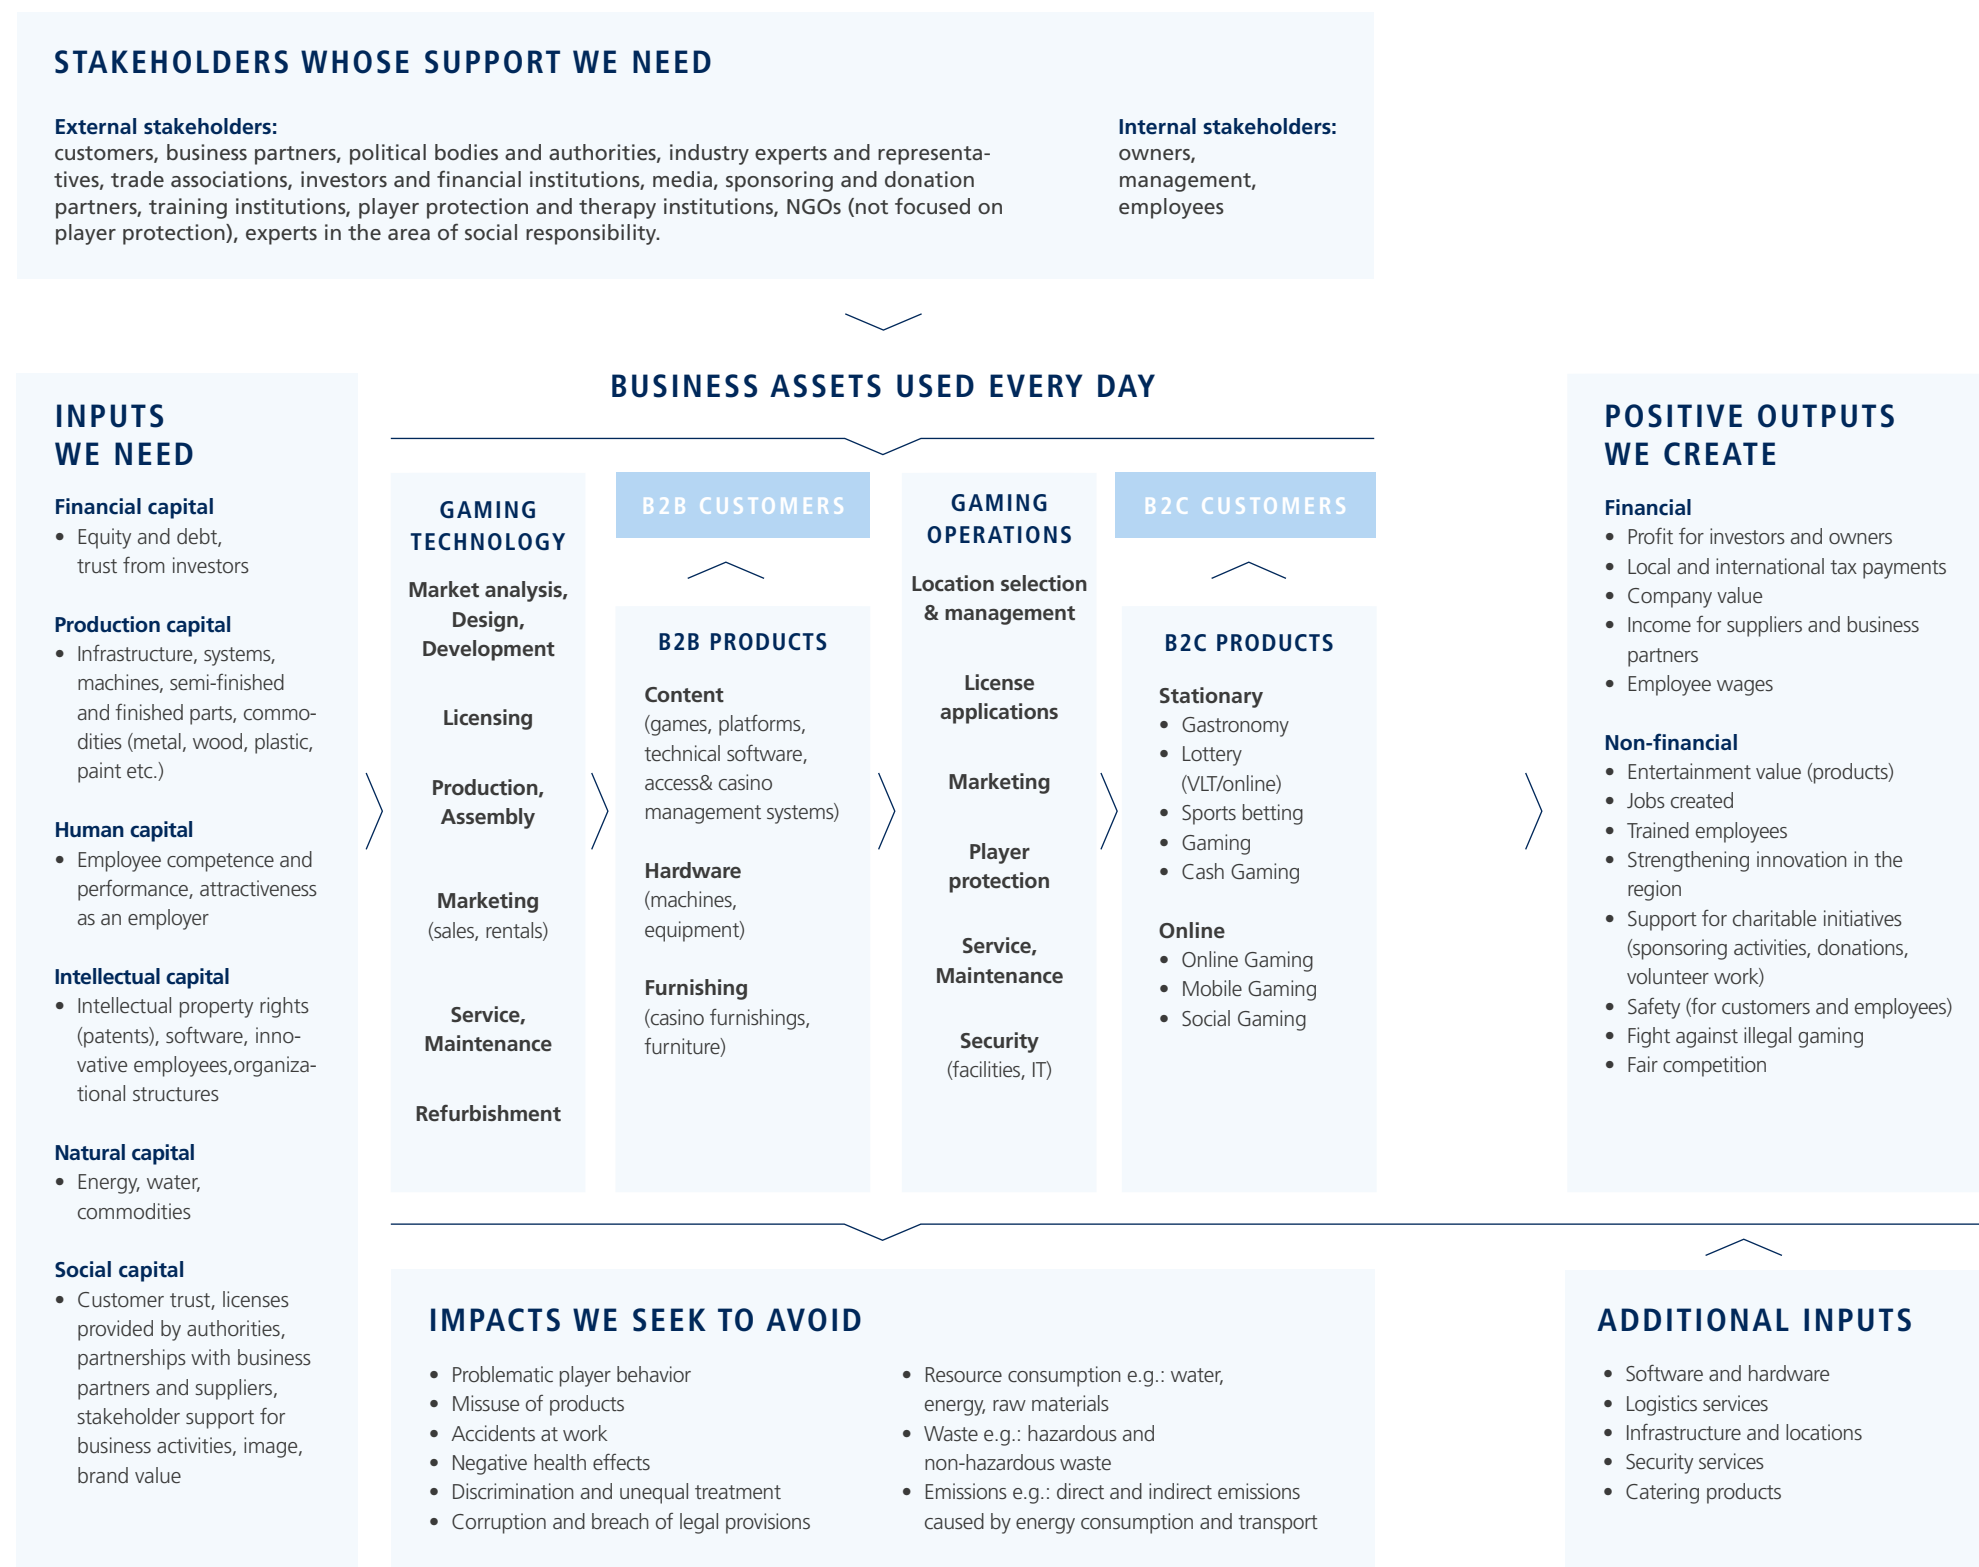 STAKEHOLDERS WHOSE SUPPORT WE NEED
External stakeholders:
customers, business partners, political bodies and authorities, industry experts and representa-
tives, trade associations, investors and financial institutions, media, sponsoring and donation
partners, training institutions, player protection and therapy institutions, NGOs (not focused on
player protection), experts in the area of social responsibility.
Internal stakeholders:
owners,
management,
employees
BUSINESS ASSETS USED EVERY DAY
INPUTS
WE NEED
Financial capital
• Equity and debt,
trust from investors
Production capital
• Infrastructure, systems,
machines, semi-finished
and finished parts, commo-
dities (metal, wood, plastic,
paint etc.)
Human capital
• Employee competence and
performance, attractiveness
as an employer
Intellectual capital
• Intellectual property rights
(patents), software, inno-
vative employees,organiza-
tional structures
Natural capital
• Energy, water,
commodities
Social capital
• Customer trust, licenses
provided by authorities,
partnerships with business
partners and suppliers,
stakeholder support for
business activities, image,
brand value
GAMING
TECHNOLOGY
Market analysis,
Design,
Development
Licensing
Production,
Assembly
Marketing
(sales, rentals)
Service,
Maintenance
Refurbishment
B2B CUSTOMERS
B2B PRODUCTS
Content
(games, platforms,
technical software,
access& casino
management systems)
Hardware
(machines,
equipment)
Furnishing
(casino furnishings,
furniture)
GAMING
OPERATIONS
Location selection
& management
License
applications
Marketing
Player
protection
Service,
Maintenance
Security
(facilities, IT)
B2C CUSTOMERS
B2C PRODUCTS
Stationary
• Gastronomy
• Lottery
(VLT/online)
• Sports betting
• Gaming
• Cash Gaming
Online
• Online Gaming
• Mobile Gaming
• Social Gaming
POSITIVE OUTPUTS
WE CREATE
Financial
• Profit for investors and owners
• Local and international tax payments
• Company value
• Income for suppliers and business
partners
• Employee wages
Non-financial
• Entertainment value (products)
• Jobs created
• Trained employees
• Strengthening innovation in the
region
• Support for charitable initiatives
(sponsoring activities, donations,
volunteer work)
• Safety (for customers and employees)
• Fight against illegal gaming
• Fair competition
IMPACTS WE SEEK TO AVOID
• Problematic player behavior
• Missuse of products
• Accidents at work
• Negative health effects
• Discrimination and unequal treatment
• Corruption and breach of legal provisions
• Resource consumption e.g.: water,
energy, raw materials
• Waste e.g.: hazardous and
non-hazardous waste
• Emissions e.g.: direct and indirect emissions
caused by energy consumption and transport
ADDITIONAL INPUTS
• Software and hardware
• Logistics services
• Infrastructure and locations
• Security services
• Catering products